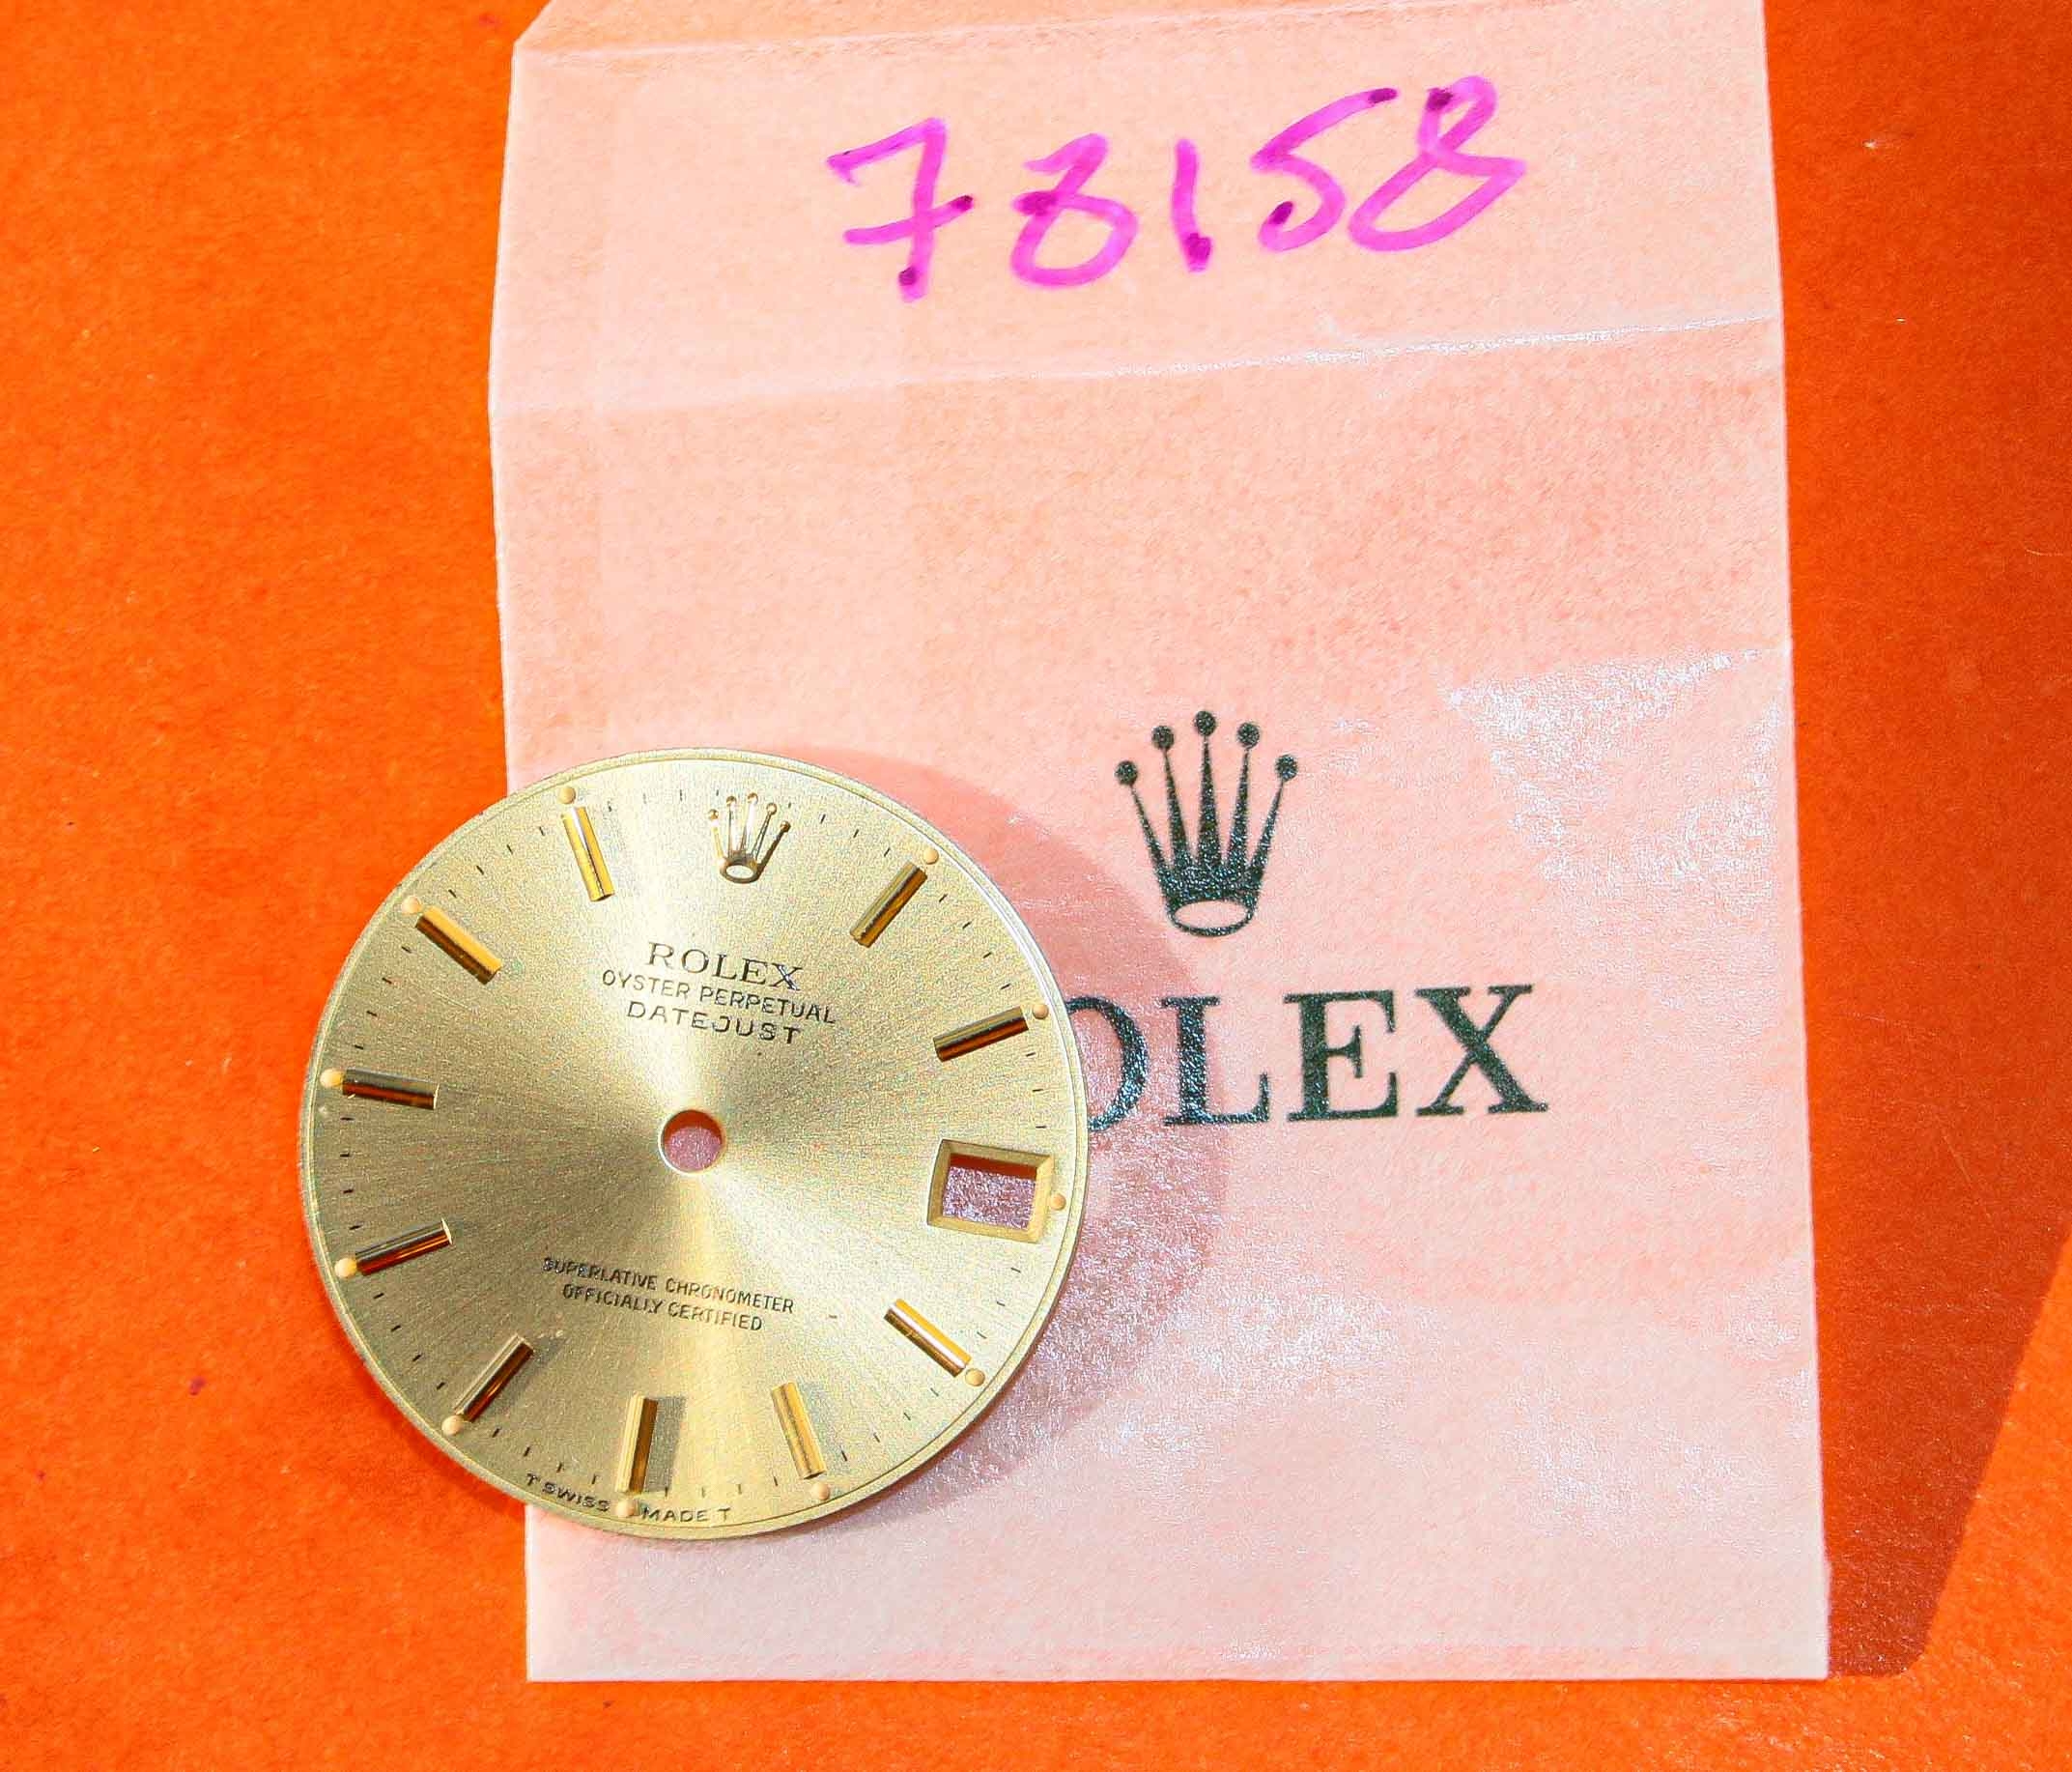 78158
ROLEX
OYSTER PERPETUAL
DATEJUST
OLEX
SUPERLATIVE CHRONOMETER
OFFICIALLY CERTIFIED
T SWISS MADE T